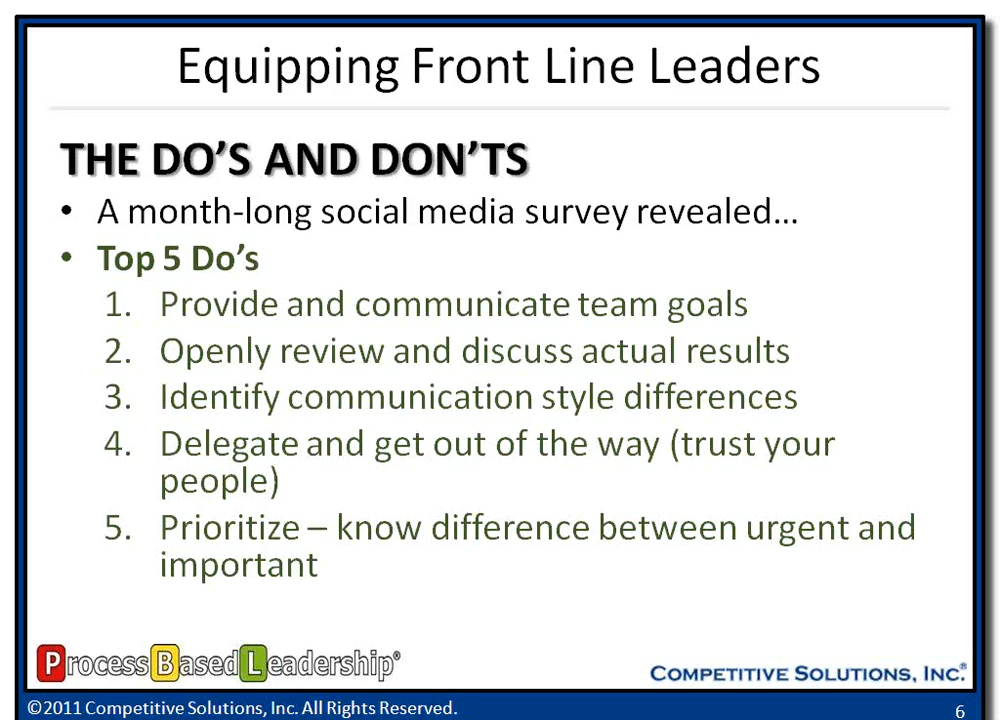 Equipping Front Line Leaders
THE DO’S AND DON’TS
• A month-long social media survey revealed…
• Top 5 Do’s
1. Provide and communicate team goals
2. Openly review and discuss actual results
3. Identify communication style differences
4. Delegate and get out of the way (trust your
people)
5. Prioritize – know difference between urgent and
important
Process Based Leadership®
COMPETITIVE SOLUTIONS, INC.®
©2011 Competitive Solutions, Inc. All Rights Reserved.
6